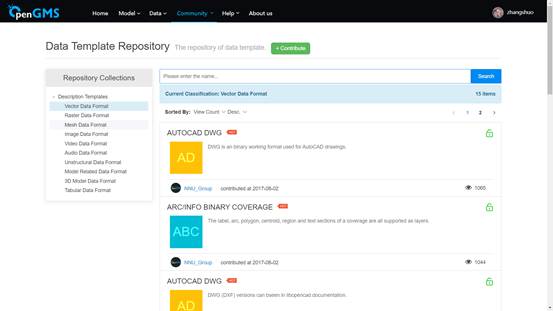 OpenGMS Home Model Data Community Help About us zhangshuo
Data Template Repository The repository of data template. + Contribute
Repository Collections
Description Templates
Vector Data Format
Raster Data Format
Mesh Data Format
Image Data Format
Video Data Format
Audio Data Format
Unstructural Data Format
Model Related Data Format
3D Model Data Format
Tabular Data Format
Please enter the name... Search
Current Classification: Vector Data Format 15 items
Sorted By: View Count Desc. < 1 2 >
AUTOCAD DWG HOT
AD
DWG is an binary working format used for AutoCAD drawings.
NNU_Group contributed at 2017-08-02 1065
ARC/INFO BINARY COVERAGE HOT
ABC
The label, arc, polygon, centroid, region and text sections of a coverage are all supported as layers.
NNU_Group contributed at 2017-08-02 1044
AUTOCAD DWG HOT
AD
DWG (DXF) versions can been in libopencad documentation.